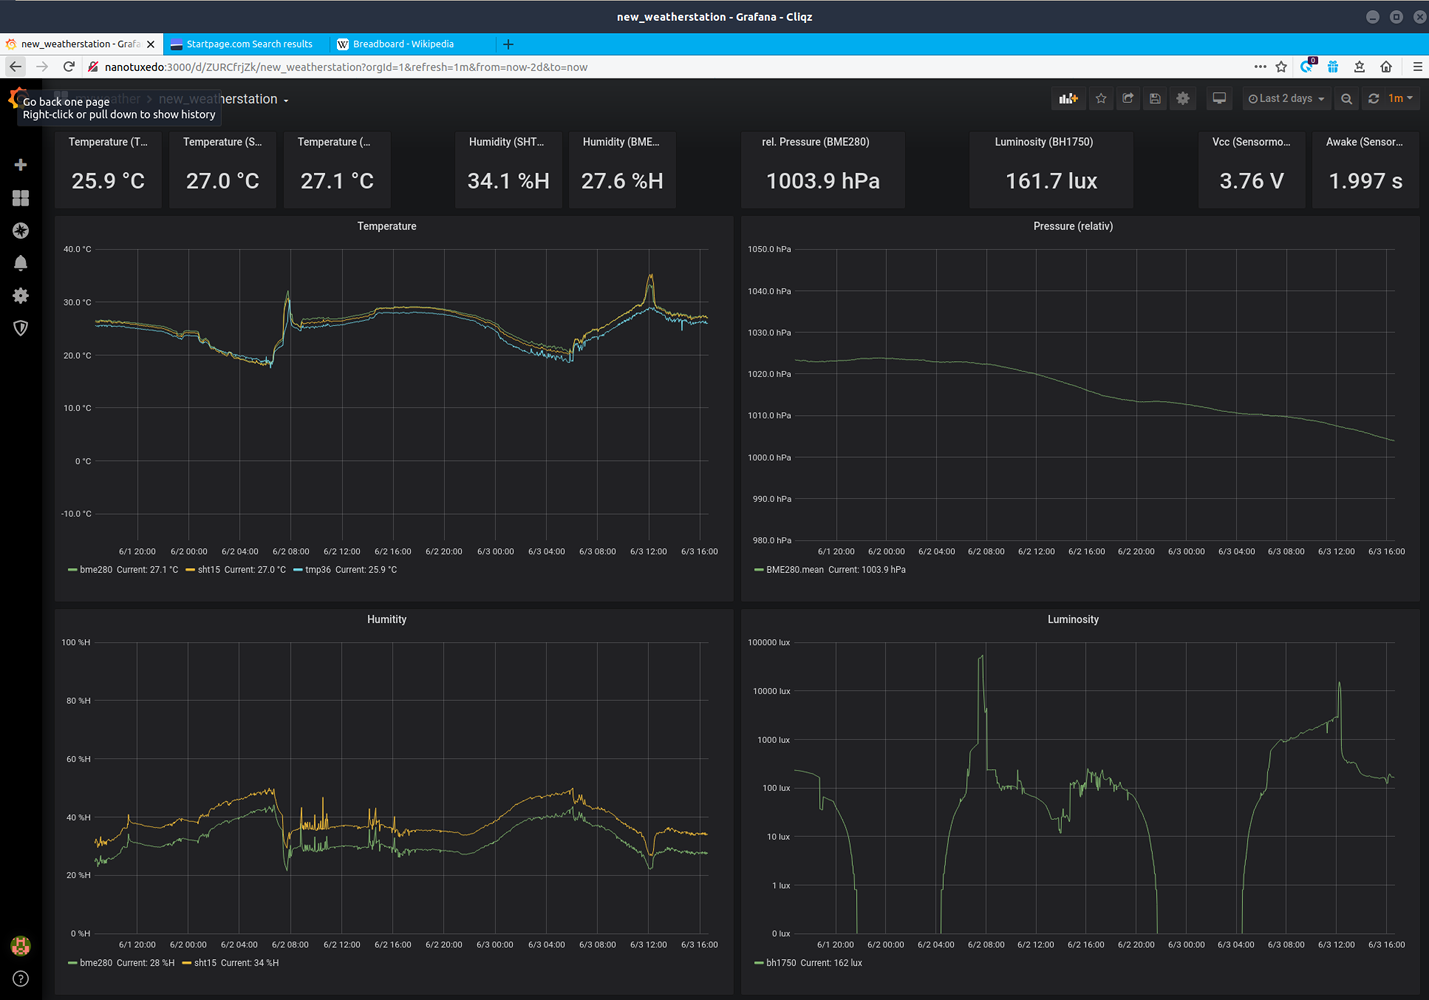 new_weatherstation - Grafana - Cliqz
new_weatherstation - Grafa
Startpage.com Search results
W Breadboard - Wikipedia
nanotuxedo:3000/d/ZURCfrjZk/new_weatherstation?orgId=1&refresh=1m&from=now-2d&to=now
0
new_weatherstation
Go back one page
Right-click or pull down to show history
Last 2 days
1m
Temperature (T...
Temperature (S...
Temperature (...
Humidity (SHT...
Humidity (BME...
rel. Pressure (BME280)
Luminosity (BH1750)
Vcc (Sensormo...
Awake (Sensor...
25.9 °C
27.0 °C
27.1 °C
34.1 %H
27.6 %H
1003.9 hPa
161.7 lux
3.76 V
1.997 s
Temperature
40.0 °C
30.0 °C
20.0 °C
10.0 °C
0 °C
-10.0 °C
6/1 20:00 6/2 00:00 6/2 04:00 6/2 08:00 6/2 12:00 6/2 16:00 6/2 20:00 6/3 00:00 6/3 04:00 6/3 08:00 6/3 12:00 6/3 16:00
bme280 Current: 27.1 °C sht15 Current: 27.0 °C tmp36 Current: 25.9 °C
Pressure (relativ)
1050.0 hPa
1040.0 hPa
1030.0 hPa
1020.0 hPa
1010.0 hPa
1000.0 hPa
990.0 hPa
980.0 hPa
6/1 20:00 6/2 00:00 6/2 04:00 6/2 08:00 6/2 12:00 6/2 16:00 6/2 20:00 6/3 00:00 6/3 04:00 6/3 08:00 6/3 12:00 6/3 16:00
BME280.mean Current: 1003.9 hPa
Humitity
100 %H
80 %H
60 %H
40 %H
20 %H
0 %H
6/1 20:00 6/2 00:00 6/2 04:00 6/2 08:00 6/2 12:00 6/2 16:00 6/2 20:00 6/3 00:00 6/3 04:00 6/3 08:00 6/3 12:00 6/3 16:00
bme280 Current: 28 %H sht15 Current: 34 %H
Luminosity
100000 lux
10000 lux
1000 lux
100 lux
10 lux
1 lux
0 lux
6/1 20:00 6/2 00:00 6/2 04:00 6/2 08:00 6/2 12:00 6/2 16:00 6/2 20:00 6/3 00:00 6/3 04:00 6/3 08:00 6/3 12:00 6/3 16:00
bh1750 Current: 162 lux